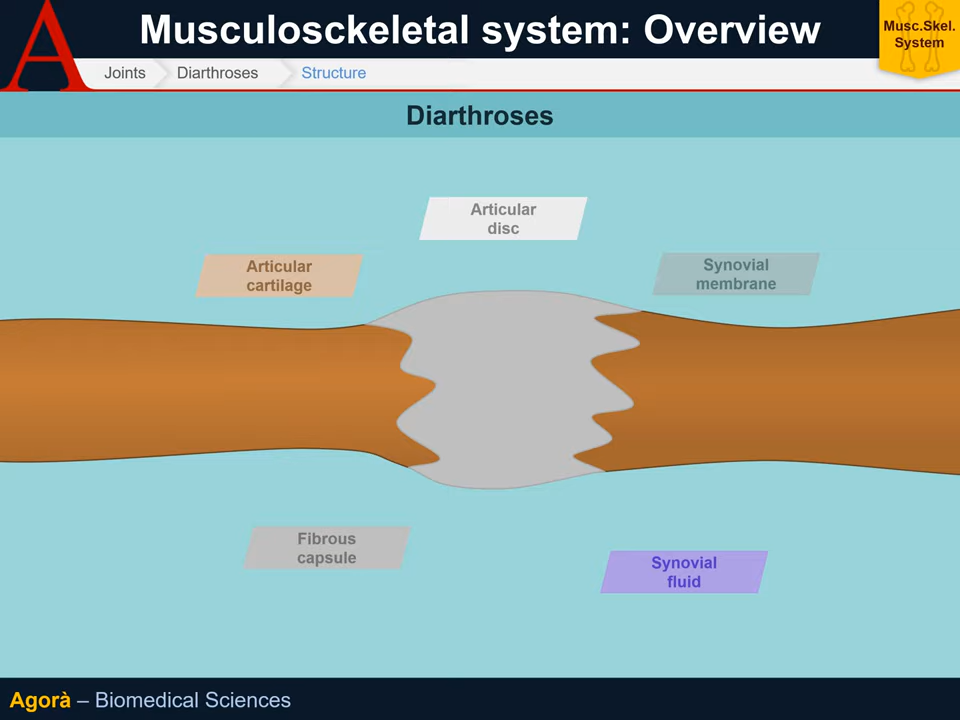 Musculosckeletal system: Overview
Musc.Skel.
System
A
Joints
Diarthroses
Structure
Diarthroses
Articular
disc
Articular
cartilage
Synovial
membrane
Fibrous
capsule
Synovial
fluid
Agorà – Biomedical Sciences